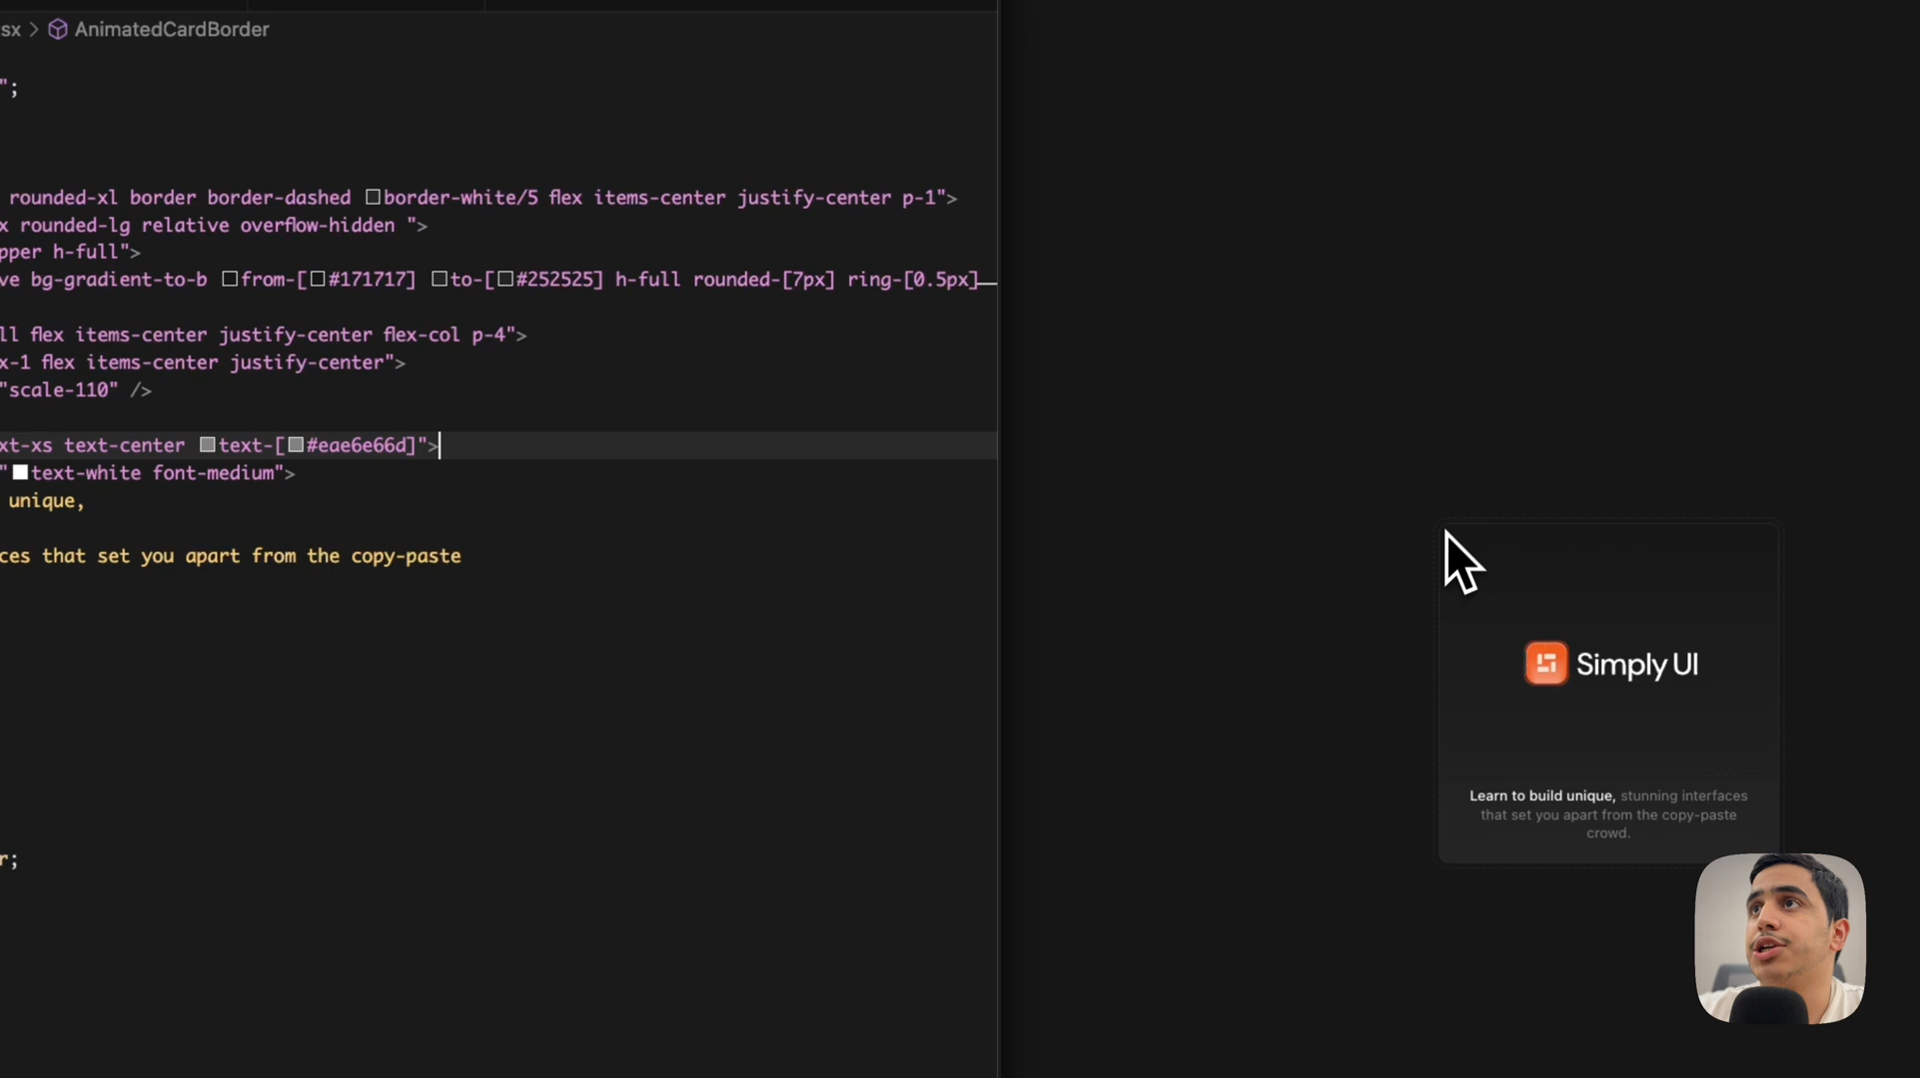 sx > AnimatedCardBorder
";
rounded-xl border border-dashed border-white/5 flex items-center justify-center p-1">
x rounded-lg relative overflow-hidden ">
pper h-full">
ve bg-gradient-to-b from-[#171717] to-[#252525] h-full rounded-[7px] ring-[0.5px]
ll flex items-center justify-center flex-col p-4">
x-1 flex items-center justify-center">
"scale-110" />
xt-xs text-center text-[#eae6e66d]">
"text-white font-medium">
unique,
ces that set you apart from the copy-paste
r;
Simply UI
Learn to build unique, stunning interfaces
that set you apart from the copy-paste
crowd.